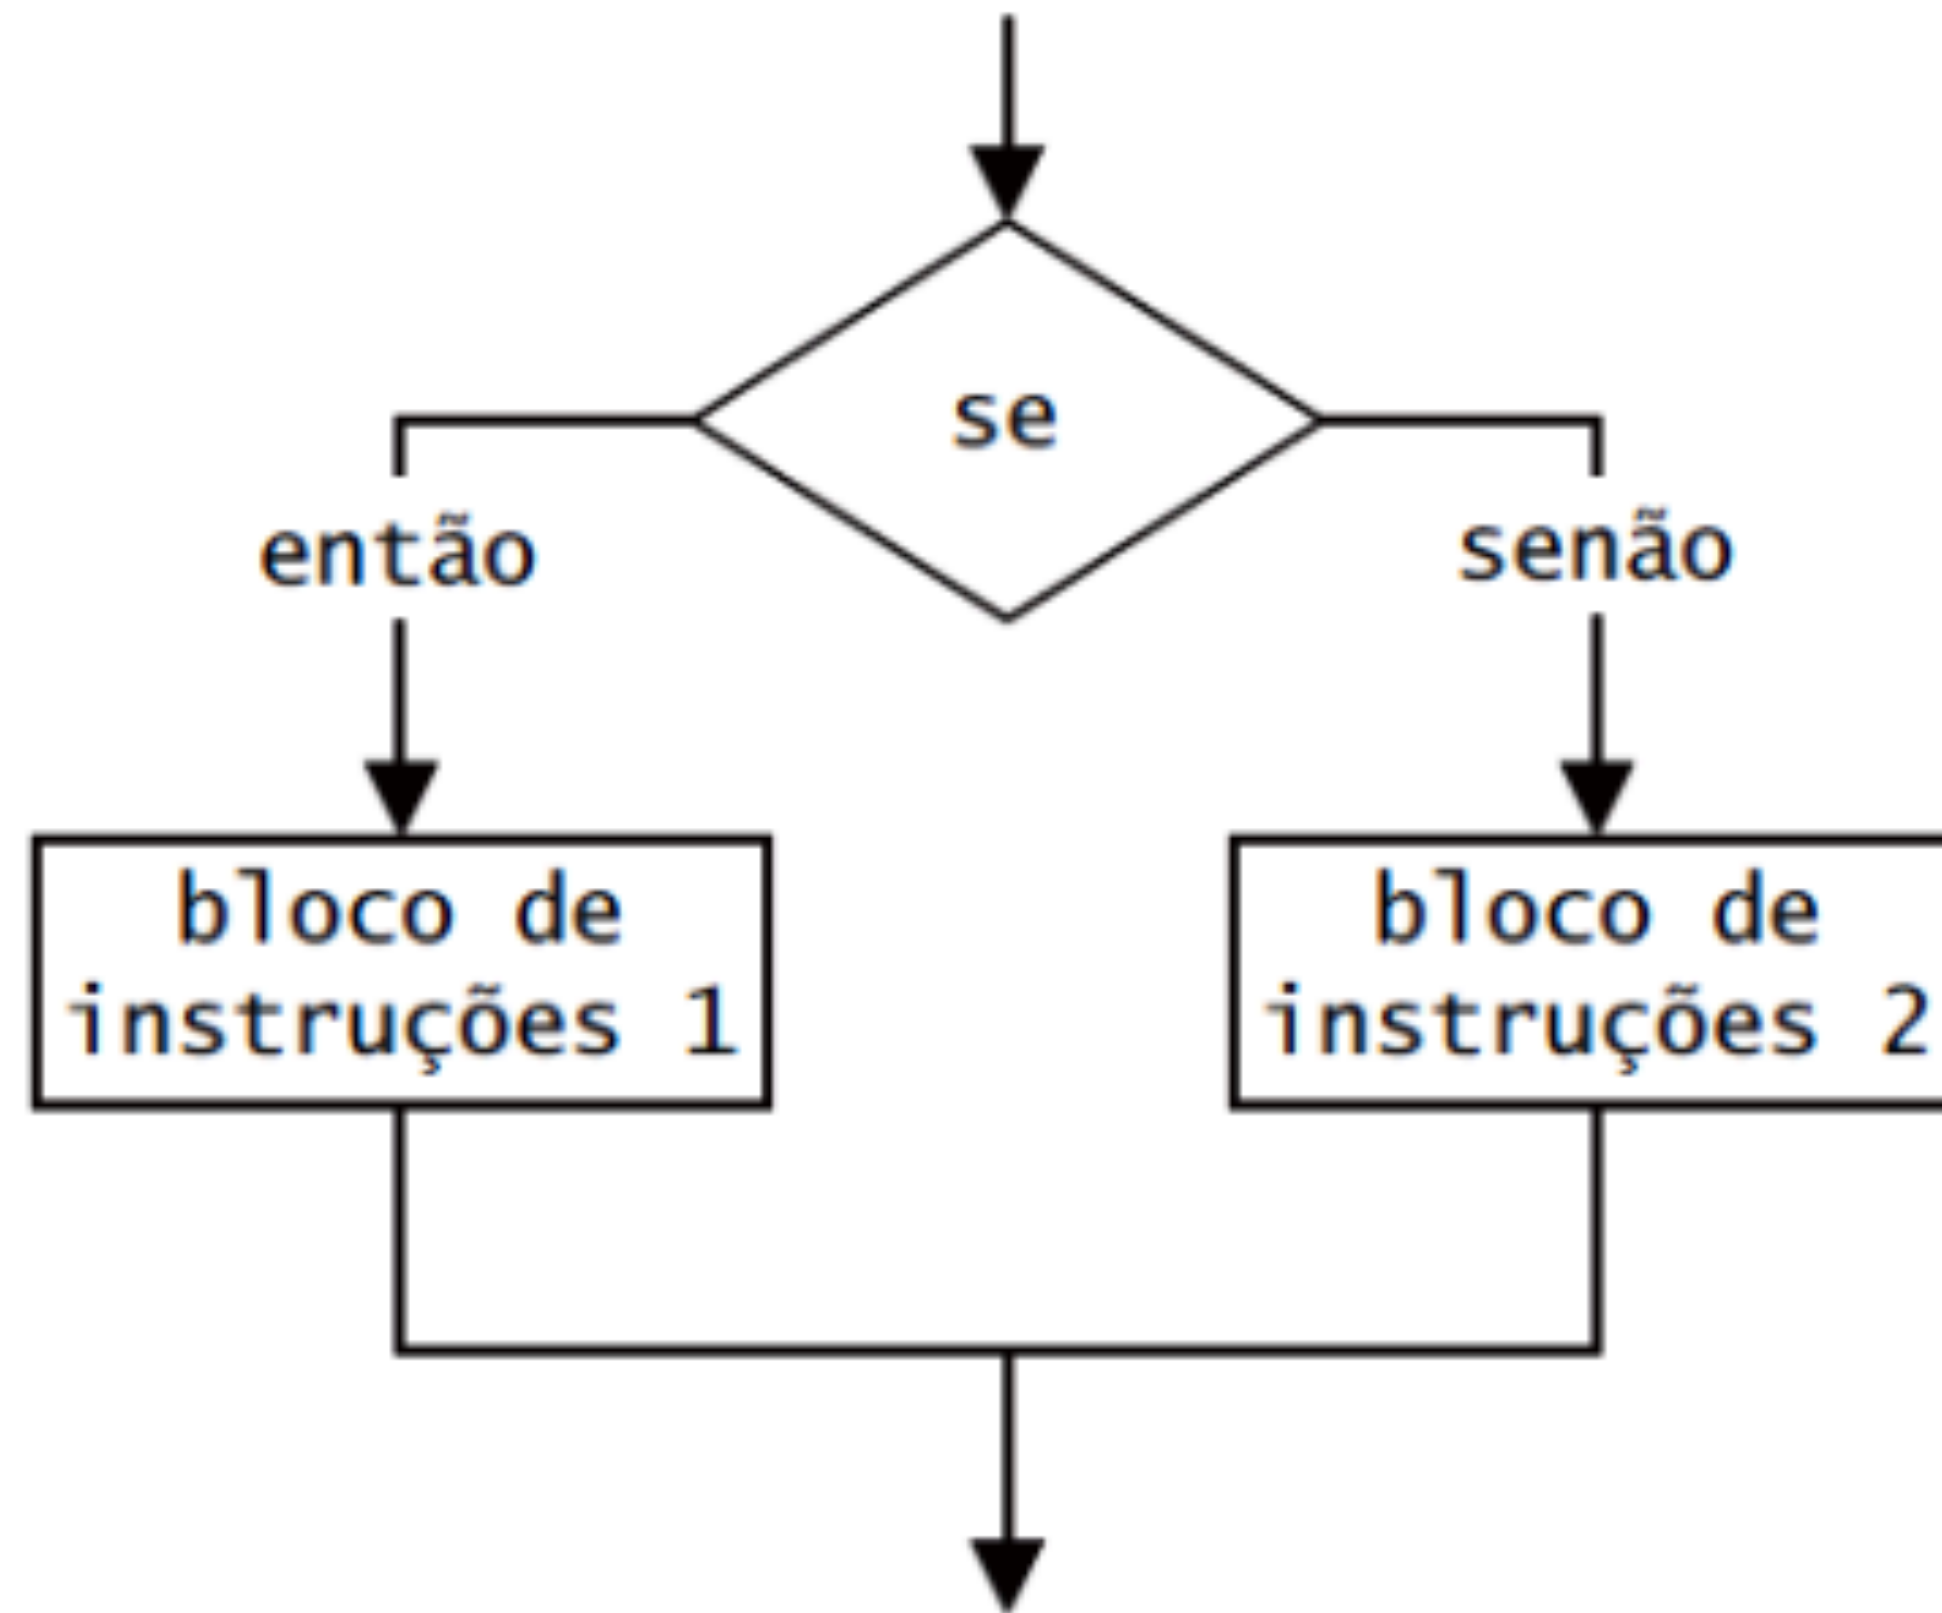 se
então
senão
bloco de
instruções 1
bloco de
instruções 2